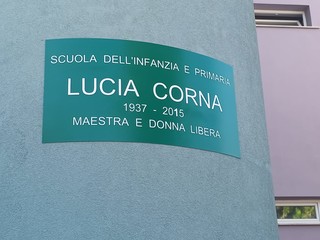 SCUOLA DELL'INFANZIA E PRIMARIA
LUCIA CORNA
1937 - 2015
MAESTRA E DONNA LIBERA